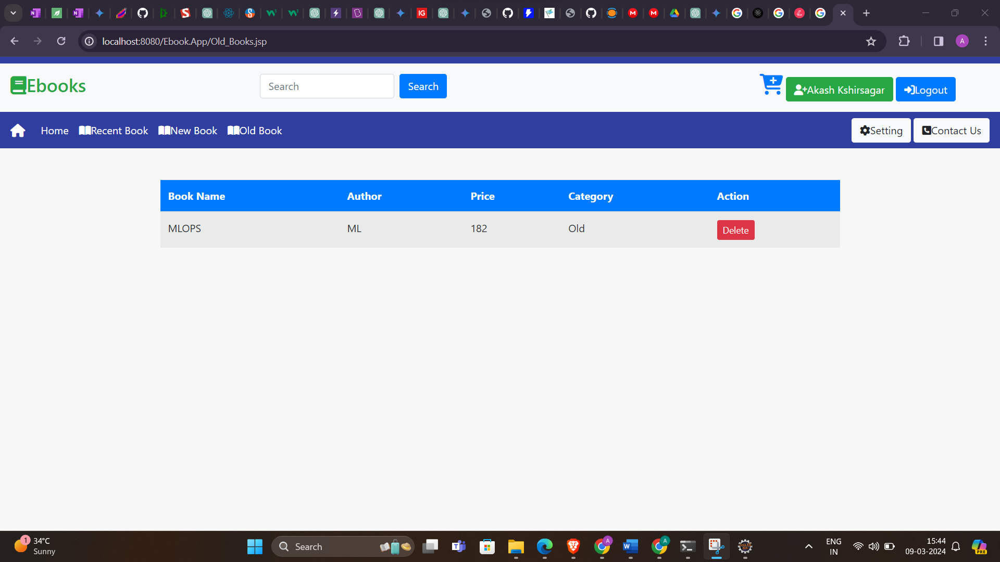 localhost:8080/Ebook.App/Old_Books.jsp
A
Ebooks
Search
Search
Akash Kshirsagar
Logout
Home
Recent Book
New Book
Old Book
Setting
Contact Us
Book Name Author Price Category Action
MLOPS ML 182 Old Delete
1
34°C
Sunny
Search
ENG
IN
15:44
09-03-2024
PRE